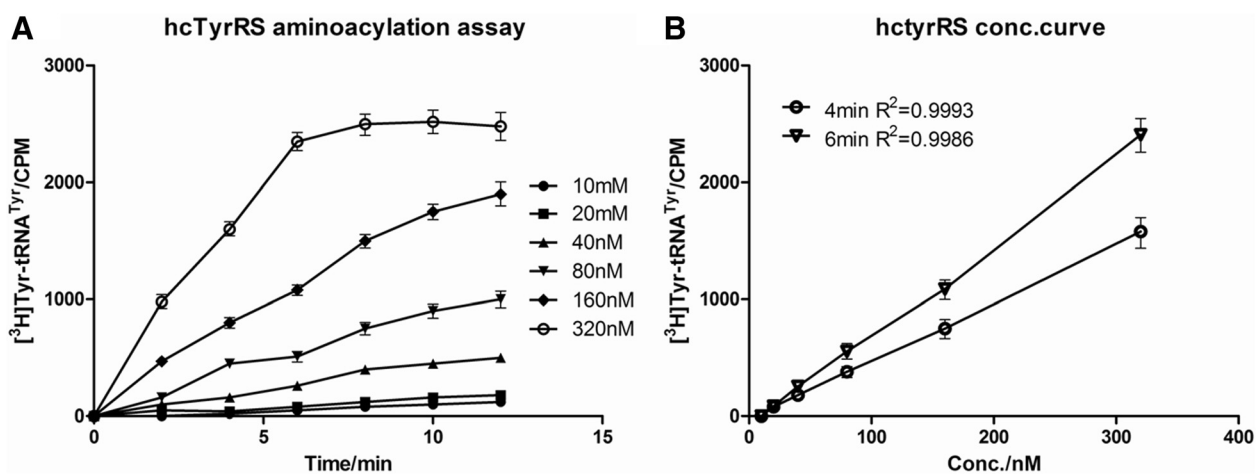 A
hcTyrRS aminoacylation assay
3000
2000
1000
0
[³H]Tyr-tRNAᵀʸʳ/CPM
0
5
10
15
Time/min
10mM
20mM
40nM
80nM
160nM
320nM
B
hctyrRS conc.curve
3000
2000
1000
0
[³H]Tyr-tRNAᵀʸʳ/CPM
4min R²=0.9993
6min R²=0.9986
0
100
200
300
400
Conc./nM